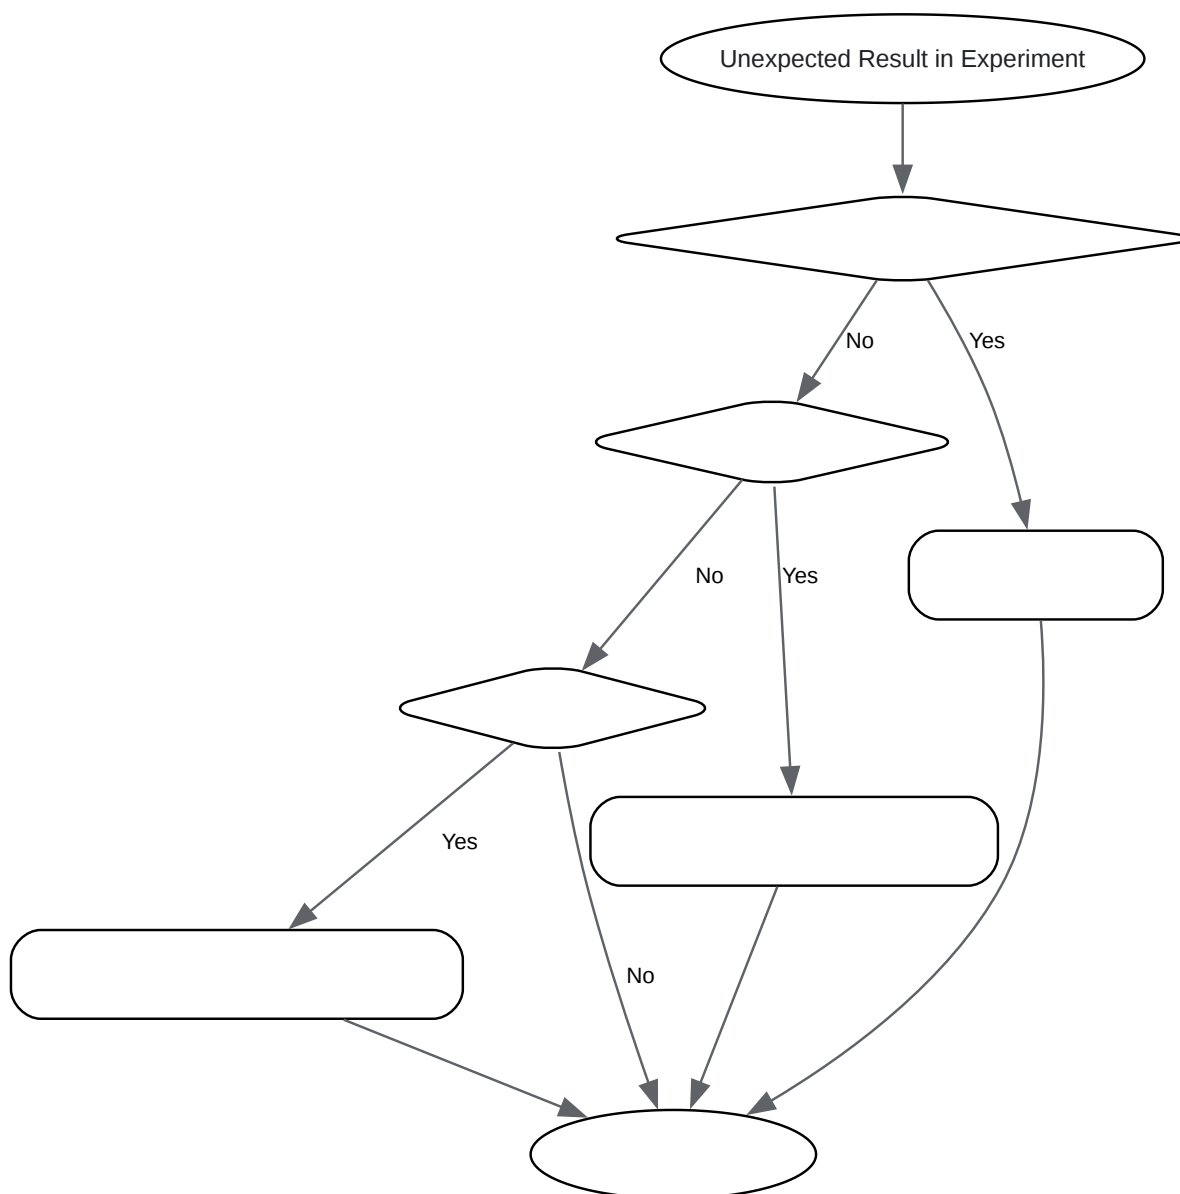 Unexpected Result in Experiment
No
Yes
No
Yes
Yes
No